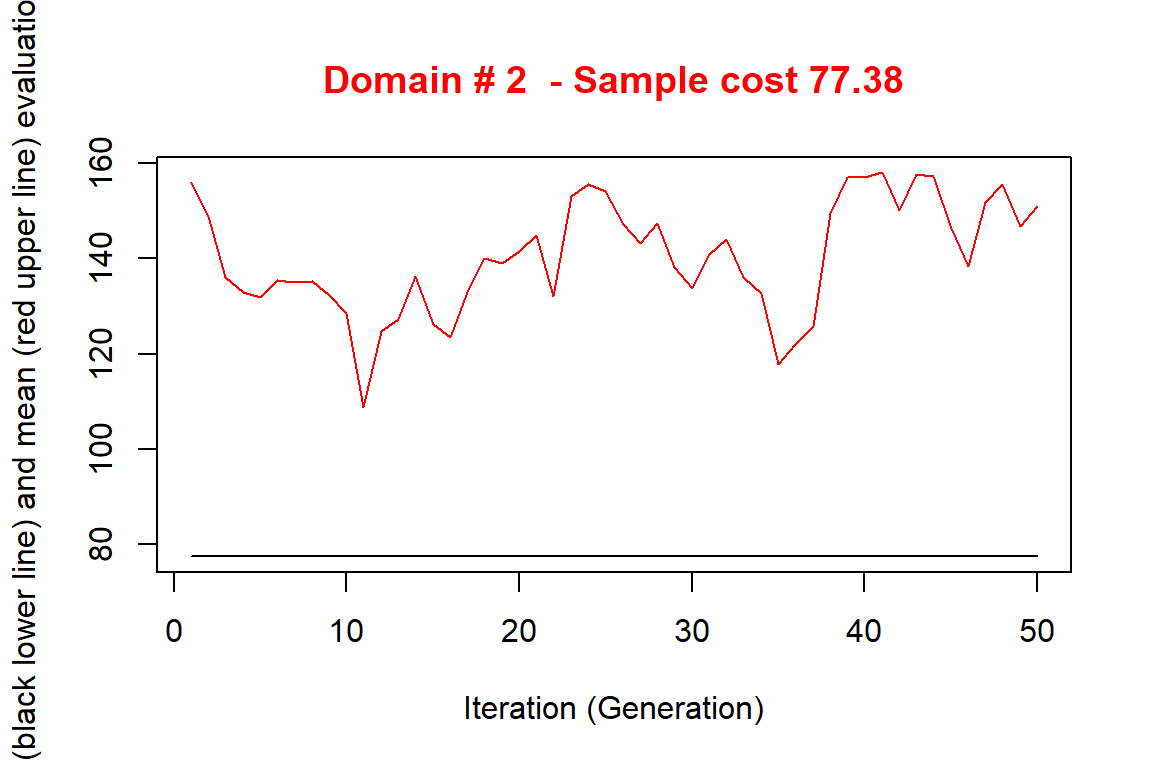 Domain # 2  - Sample cost 77.38
(black lower line) and mean (red upper line) evaluatio
160
140
120
100
80
0 10 20 30 40 50
Iteration (Generation)